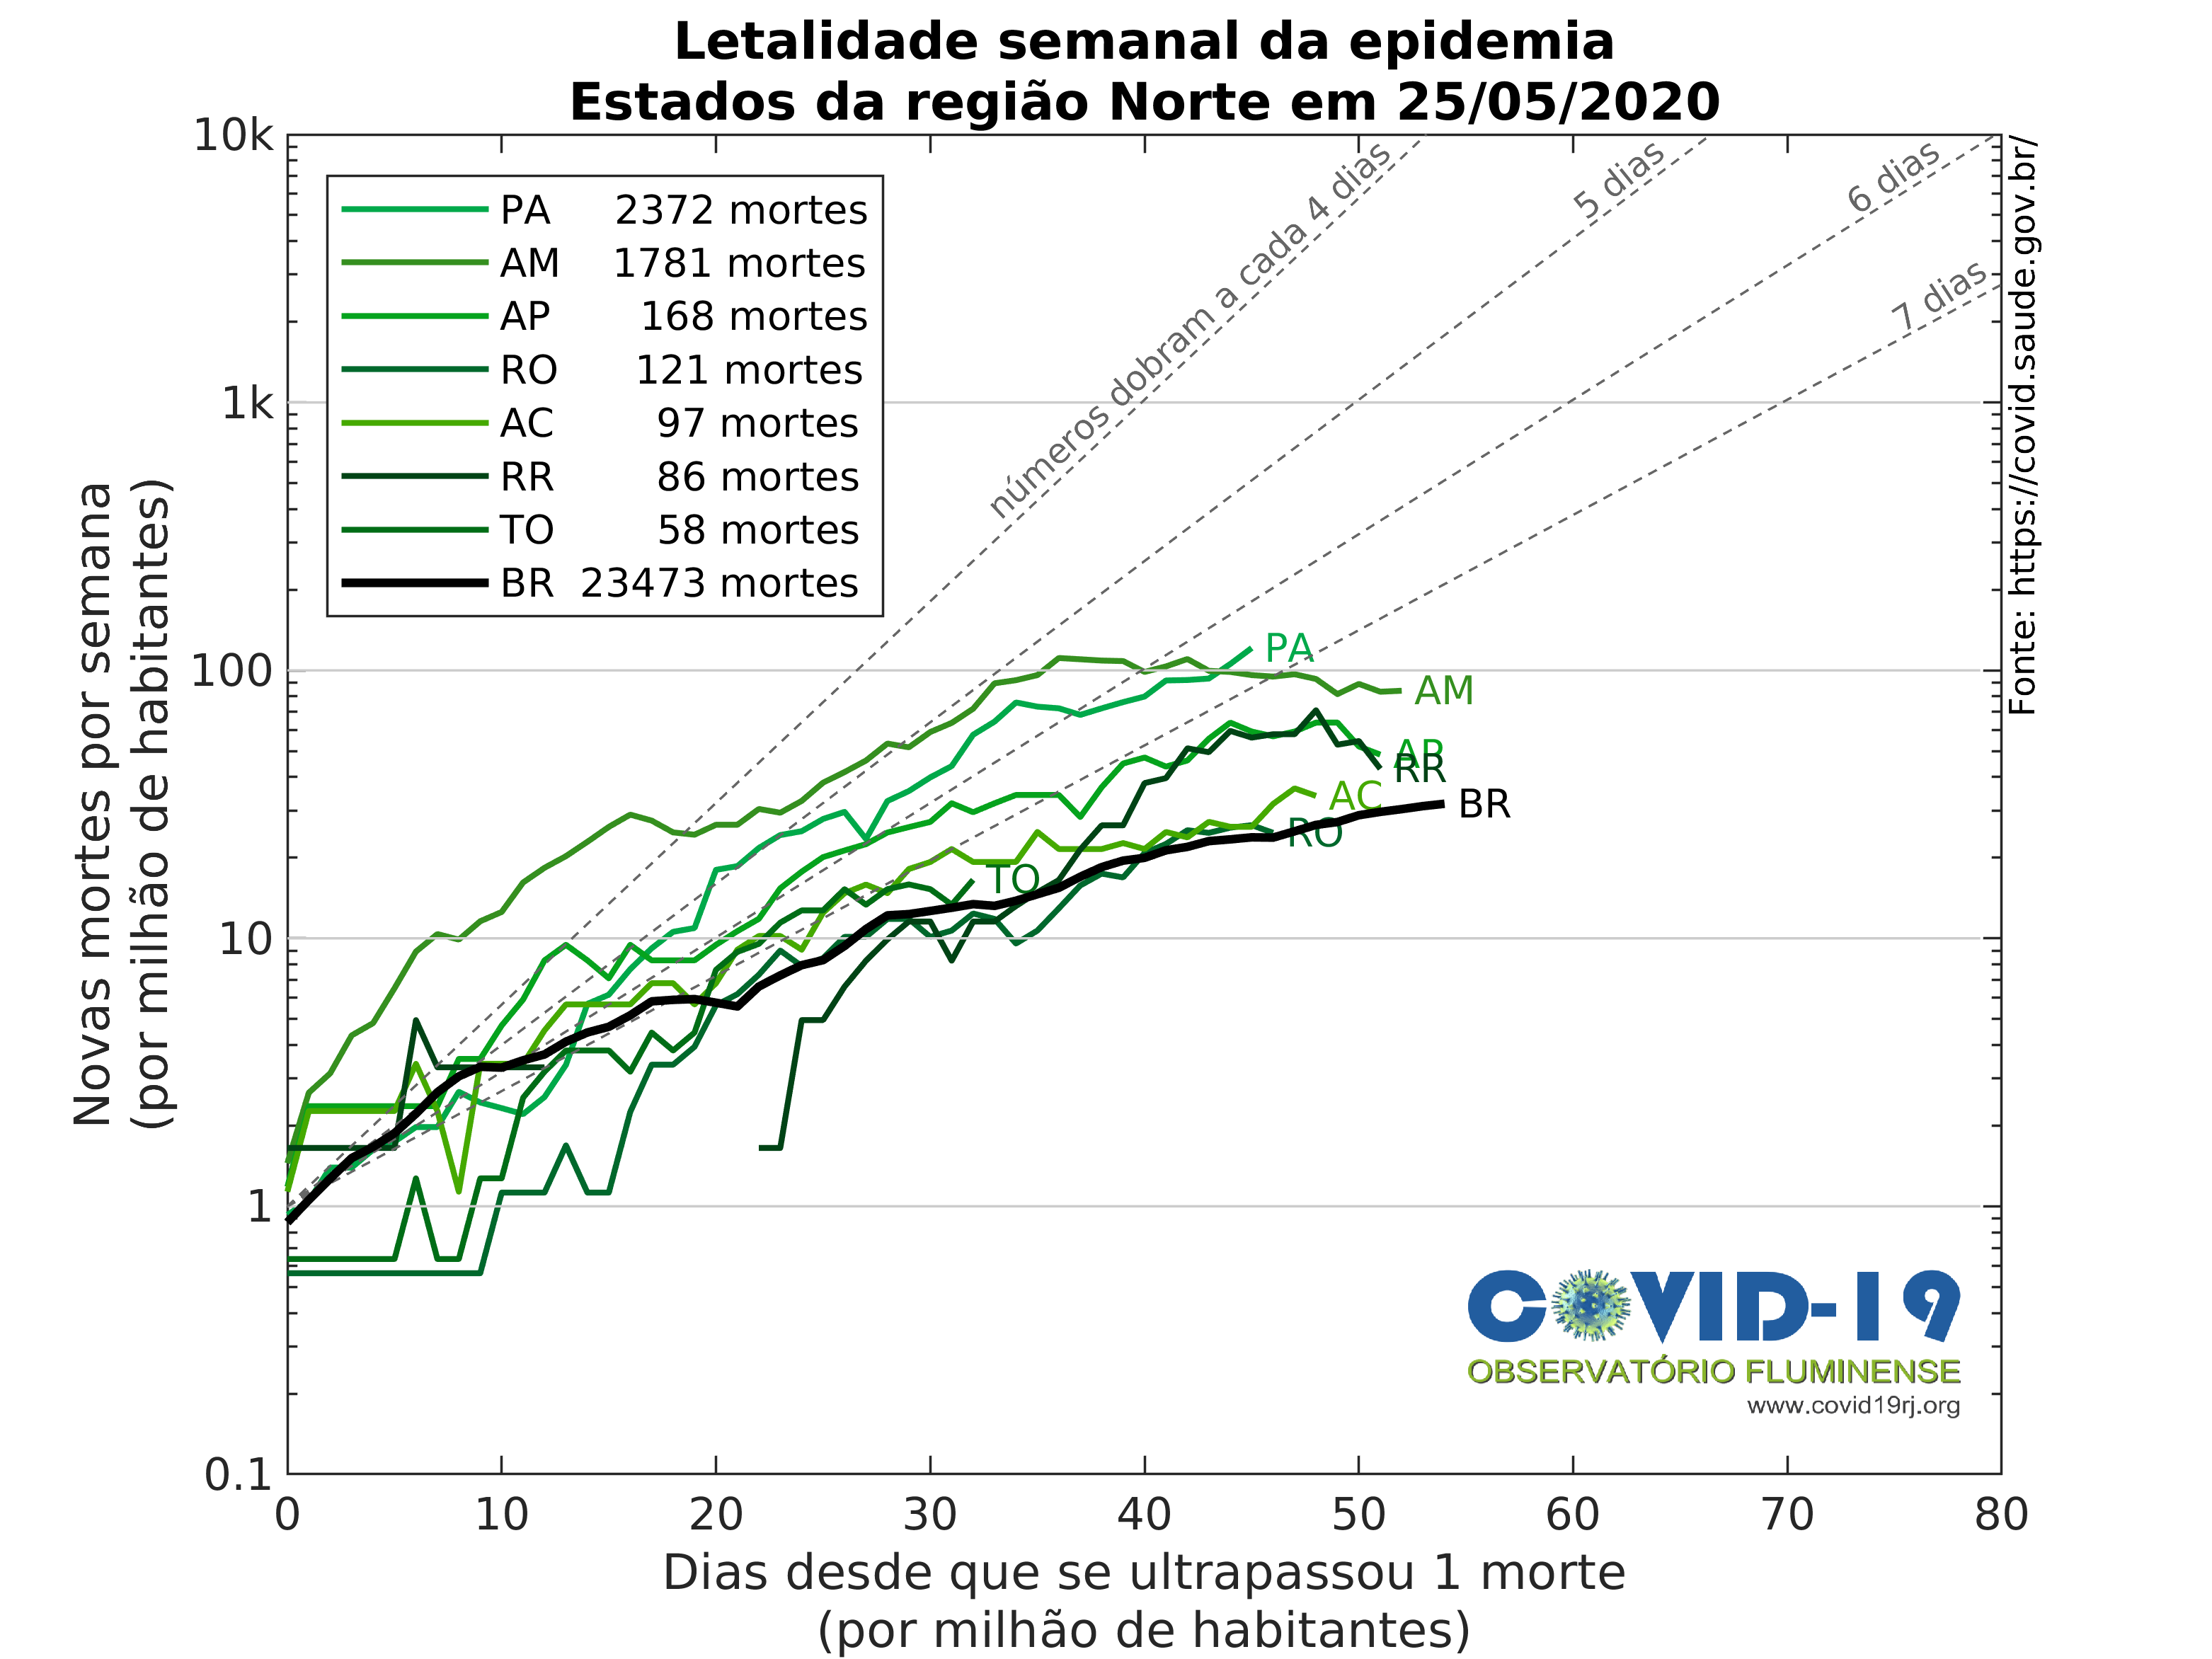 Letalidade semanal da epidemia
Estados da região Norte em 25/05/2020
10k
1k
100
10
1
0.1
Novas mortes por semana
(por milhão de habitantes)
PA 2372 mortes
AM 1781 mortes
AP 168 mortes
RO 121 mortes
AC 97 mortes
RR 86 mortes
TO 58 mortes
BR 23473 mortes
números dobram a cada 4 dias
5 dias
6 dias
7 dias
Fonte: https://covid.saude.gov.br/
PA
AM
AP
RR
AC
BR
RO
TO
COVID-19
OBSERVATÓRIO FLUMINENSE
www.covid19rj.org
0 10 20 30 40 50 60 70 80
Dias desde que se ultrapassou 1 morte
(por milhão de habitantes)